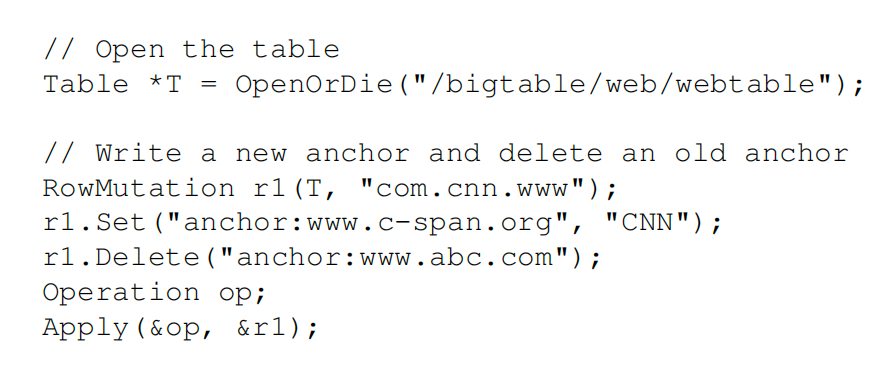 // Open the table
Table *T = OpenOrDie("/bigtable/web/webtable");
// Write a new anchor and delete an old anchor
RowMutation r1(T, "com.cnn.www");
r1.Set("anchor:www.c-span.org", "CNN");
r1.Delete("anchor:www.abc.com");
Operation op;
Apply(&op, &r1);